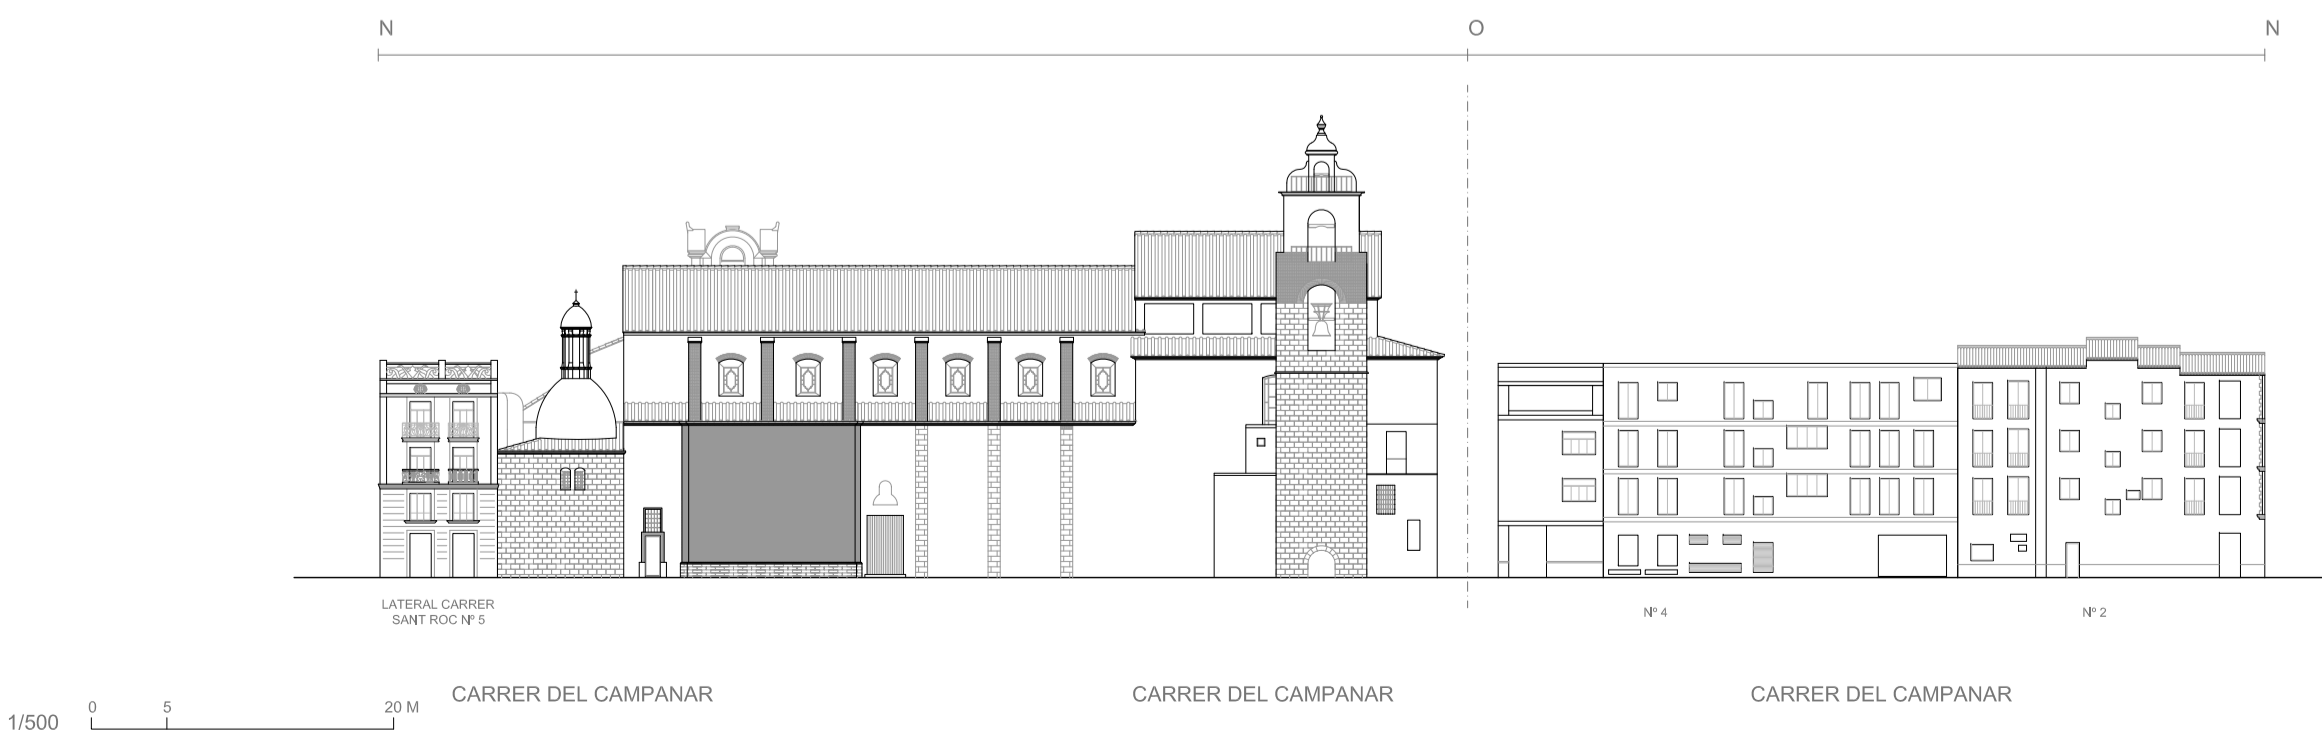 N
O
N
LATERAL CARRER
SANT ROC Nº 5
Nº 4
Nº 2
CARRER DEL CAMPANAR
CARRER DEL CAMPANAR
CARRER DEL CAMPANAR
1/500
0
5
20 M